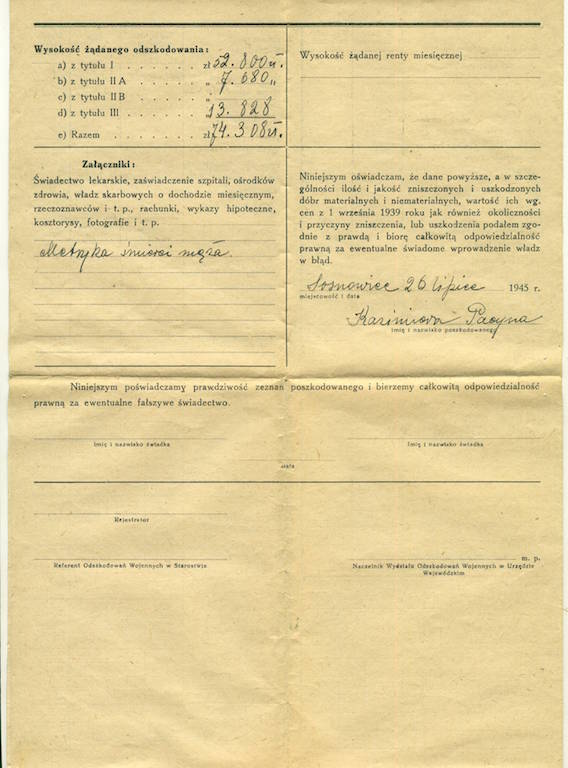 Wysokość żądanego odszkodowania:
a) z tytułu I . . . . . . zł 52.800 zł.
b) z tytułu II A . . . . . „ 7.680 „
c) z tytułu II B . . . . . „
d) z tytułu III . . . . . „ 13.828
e) Razem . . . . . . . zł 74.308 zł.
Wysokość żądanej renty miesięcznej
Załączniki:
Świadectwo lekarskie, zaświadczenie szpitali, ośrodków
zdrowia, władz skarbowych o dochodzie miesięcznym,
rzeczoznawców i t. p., rachunki, wykazy hipoteczne,
kosztorysy, fotografie i t. p.
Metryka śmierci męża.
Niniejszym oświadczam, że dane powyższe, a w szcze-
gólności ilość i jakość zniszczonych i uszkodzonych
dóbr materialnych i niematerialnych, wartość ich wg.
cen z 1 września 1939 roku jak również okoliczności
i przyczyny zniszczenia, lub uszkodzenia podałem zgo-
dnie z prawdą i biorę całkowitą odpowiedzialność
prawną za ewentualne świadome wprowadzenie władz
w błąd.
Sosnowiec 26 lipiec 1945 r.
miejscowość i data
Kazimiera Pacyna
imię i nazwisko poszkodowanego
Niniejszym poświadczamy prawdziwość zeznań poszkodowanego i bierzemy całkowitą odpowiedzialność
prawną za ewentualne fałszywe świadectwo.
Imię i nazwisko świadka
Imię i nazwisko świadka
data
Rejestrator
m. p.
Referent Odszkodowań Wojennych w Starostwie
Naczelnik Wydziału Odszkodowań Wojennych w Urzędzie
Wojewódzkim